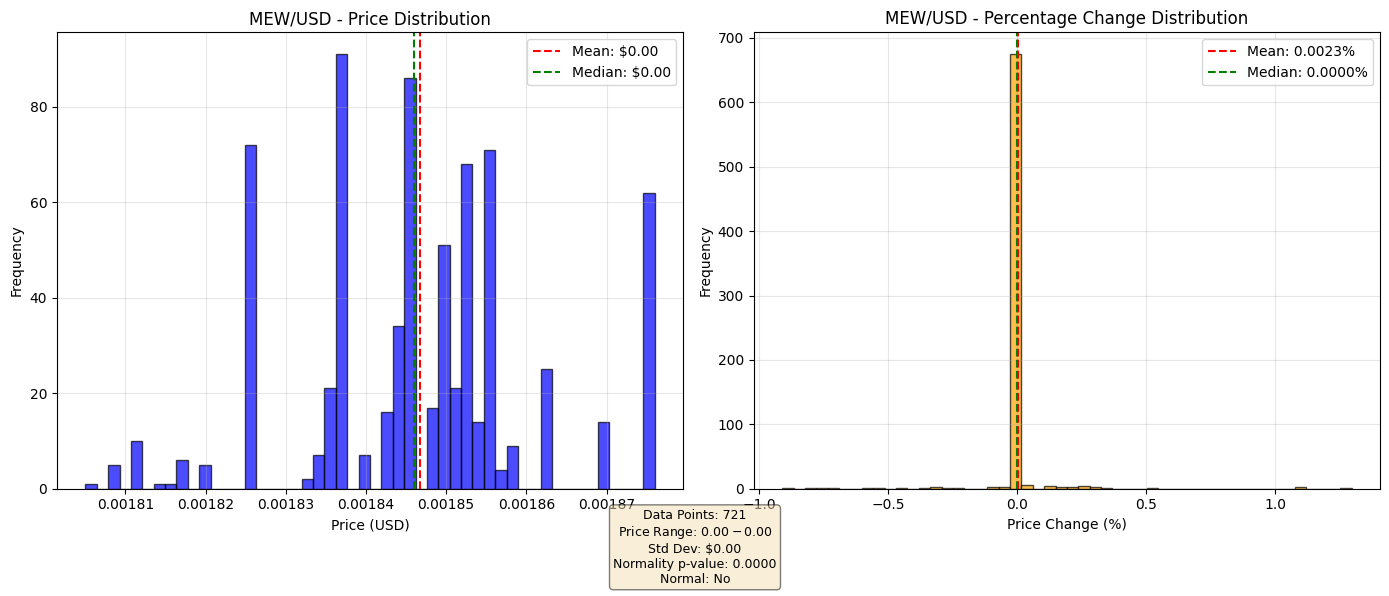 MEW/USD - Price Distribution
Mean: $0.00
Median: $0.00
80
60
40
20
0
Frequency
0.00181
0.00182
0.00183
0.00184
0.00185
0.00186
0.00187
Price (USD)
MEW/USD - Percentage Change Distribution
Mean: 0.0023%
Median: 0.0000%
700
600
500
400
300
200
100
0
Frequency
−1.0
−0.5
0.0
0.5
1.0
Price Change (%)
Data Points: 721
Price Range: 0.00 − 0.00
Std Dev: $0.00
Normality p-value: 0.0000
Normal: No